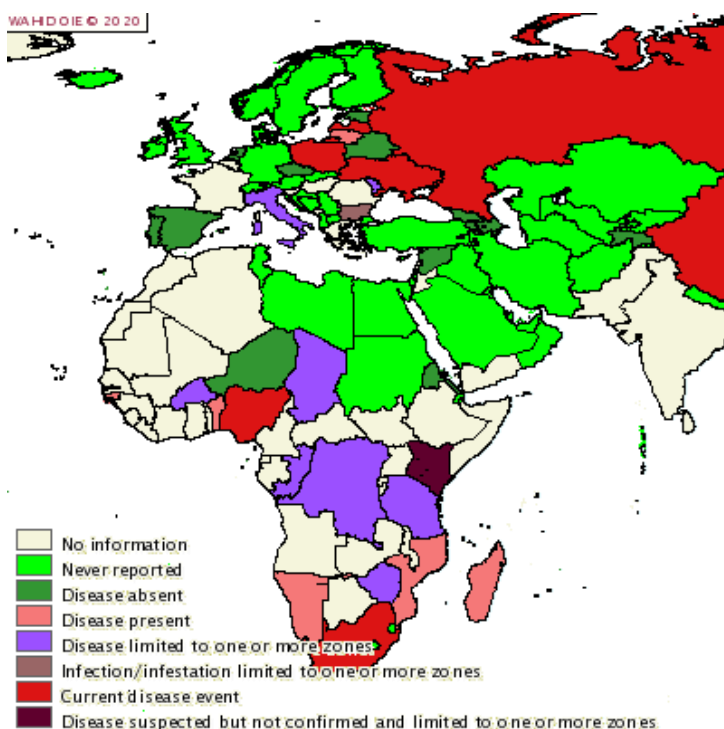 WAHIDOIE © 2020
No information
Never reported
Disease absent
Disease present
Disease limited to one or more zones
Infection/infestation limited to one or more zones
Current disease event
Disease suspected but not confirmed and limited to one or more zones